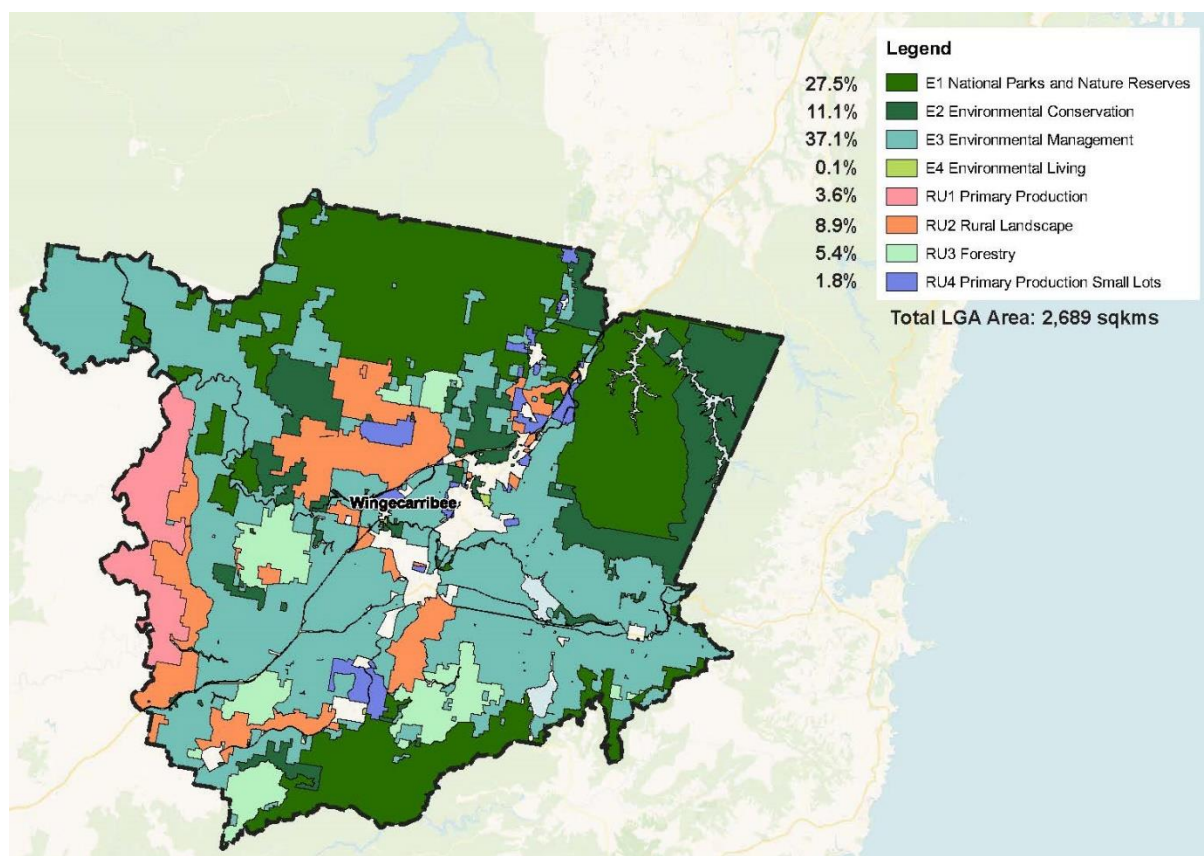 Legend
27.5% E1 National Parks and Nature Reserves
11.1% E2 Environmental Conservation
37.1% E3 Environmental Management
0.1% E4 Environmental Living
3.6% RU1 Primary Production
8.9% RU2 Rural Landscape
5.4% RU3 Forestry
1.8% RU4 Primary Production Small Lots
Total LGA Area: 2,689 sqkms
Wingecarribee